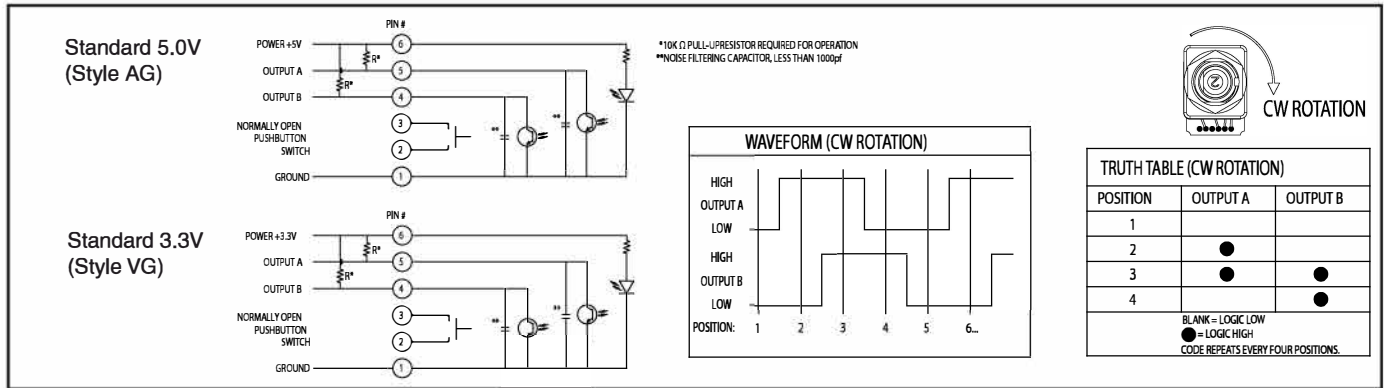 Standard 5.0V
(Style AG)
PIN #
POWER +5V
6
R*
OUTPUT A
5
R*
OUTPUT B
4
NORMALLY OPEN
PUSHBUTTON
SWITCH
3
2
GROUND
1
**
**
*10K Ω PULL-UPRESISTOR REQUIRED FOR OPERATION
**NOISE FILTERING CAPACITOR, LESS THAN 1000pf
Standard 3.3V
(Style VG)
PIN #
POWER +3.3V
6
R*
OUTPUT A
5
R*
OUTPUT B
4
NORMALLY OPEN
PUSHBUTTON
SWITCH
3
2
GROUND
1
**
**
WAVEFORM (CW ROTATION)
HIGH
OUTPUT A
LOW
HIGH
OUTPUT B
LOW
POSITION: 1 2 3 4 5 6...
CW ROTATION
TRUTH TABLE (CW ROTATION)
POSITION OUTPUT A OUTPUT B
1
2 ●
3 ● ●
4 ●
BLANK = LOGIC LOW
● = LOGIC HIGH
CODE REPEATS EVERY FOUR POSITIONS.